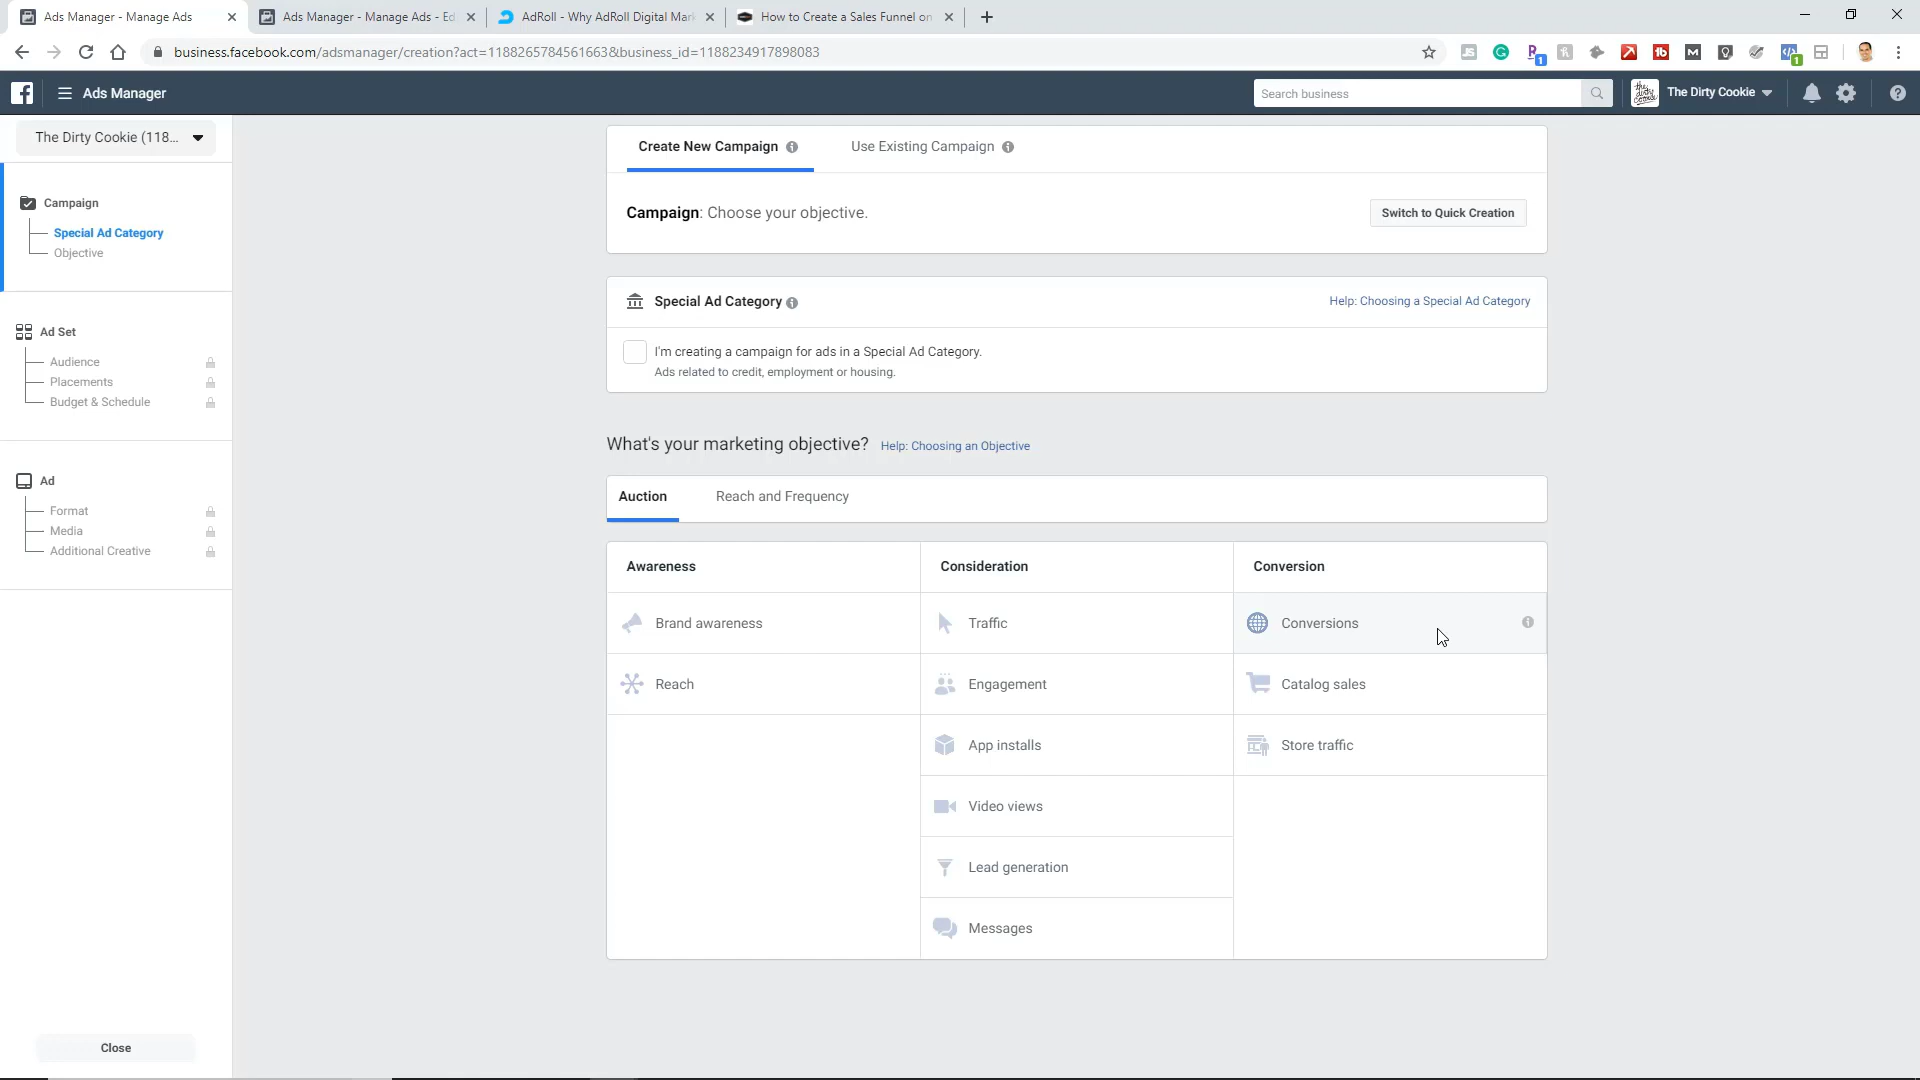 Ads Manager - Manage Ads
Ads Manager - Manage Ads - Ed
AdRoll - Why AdRoll Digital Mar
How to Create a Sales Funnel on
business.facebook.com/adsmanager/creation?act=1188265784561663&business_id=1188234917898083
Ads Manager
Search business
The Dirty Cookie
The Dirty Cookie (118...
Campaign
Special Ad Category
Objective
Ad Set
Audience
Placements
Budget & Schedule
Ad
Format
Media
Additional Creative
Close
Create New Campaign
Use Existing Campaign
Campaign: Choose your objective.
Switch to Quick Creation
Special Ad Category
Help: Choosing a Special Ad Category
I'm creating a campaign for ads in a Special Ad Category.
Ads related to credit, employment or housing.
What's your marketing objective?
Help: Choosing an Objective
Auction
Reach and Frequency
Awareness
Consideration
Conversion
Brand awareness
Traffic
Conversions
Reach
Engagement
Catalog sales
App installs
Store traffic
Video views
Lead generation
Messages